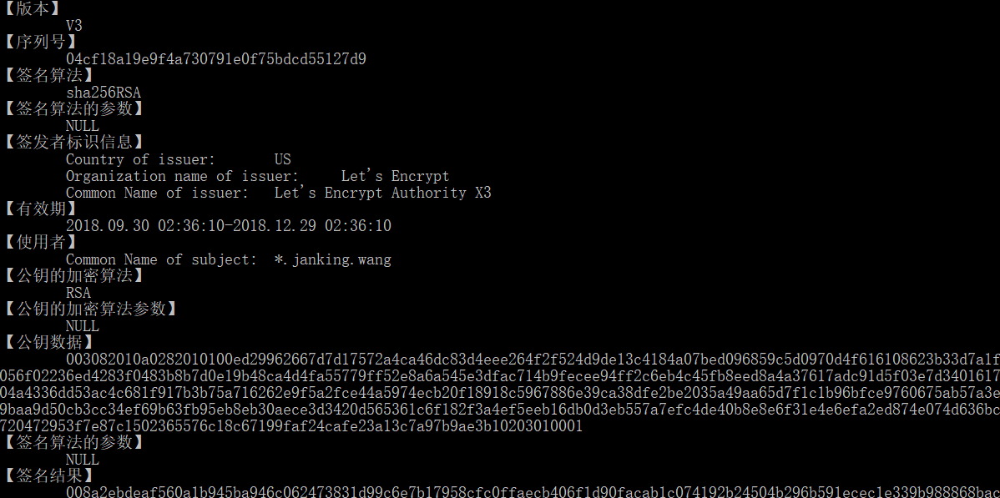 【版本】
V3
【序列号】
04cf18a19e9f4a730791e0f75bdcd55127d9
【签名算法】
sha256RSA
【签名算法的参数】
NULL
【签发者标识信息】
Country of issuer: US
Organization name of issuer: Let's Encrypt
Common Name of issuer: Let's Encrypt Authority X3
【有效期】
2018.09.30 02:36:10-2018.12.29 02:36:10
【使用者】
Common Name of subject: *.janking.wang
【公钥的加密算法】
RSA
【公钥的加密算法参数】
NULL
【公钥数据】
003082010a0282010100ed29962667d7d17572a4ca46dc83d4eee264f2f524d9de13c4184a07bed096859c5d0970d4f616108623b33d7a1f
056f02236ed4283f0483b8b7d0e19b48ca4d4fa55779ff52e8a6a545e3dfac714b9fecee94ff2c6eb4c45fb8eed8a4a37617adc91d5f03e7d3401617
04a4336dd53ac4c681f917b3b75a716262e9f5a2fce44a5974ecb20f18918c5967886e39ca38dfe2be2035a49aa65d7f1c1b96bfce9760675ab57a3e
9baa9d50cb3cc34ef69b63fb95eb8eb30aece3d3420d565361c6f182f3a4ef5eeb16db0d3eb557a7efc4de40b8e8e6f31e4e6efa2ed874e074d636bc
720472953f7e87c1502365576c18c67199faf24cafe23a13c7a97b9ae3b10203010001
【签名算法的参数】
NULL
【签名结果】
008a2ebdeaf560a1b945ba946c062473831d99c6e7b17958cfc0ffaecb406f1d90facab1c074192b24504b296b591ecec1e339b988868bac